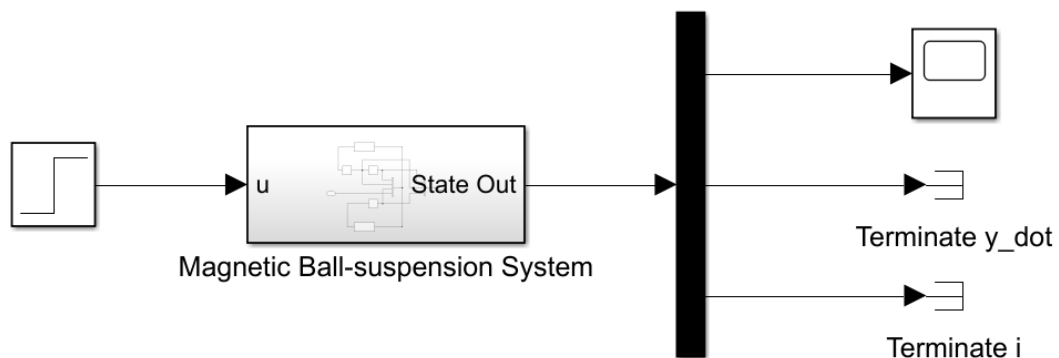 u
State Out
Magnetic Ball-suspension System
Terminate y_dot
Terminate i